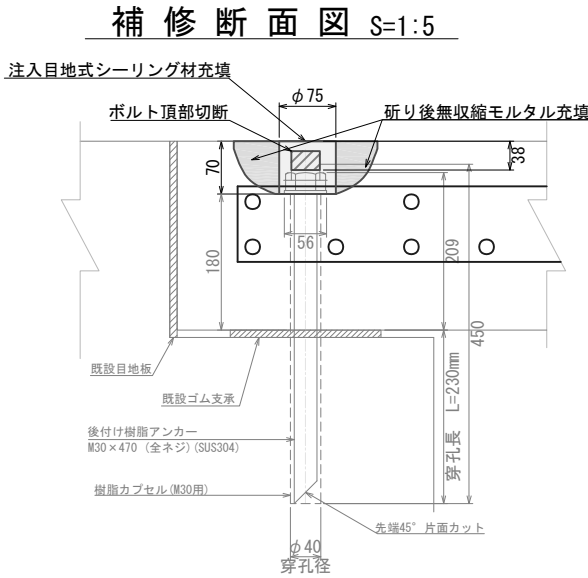 補修断面図 S=1:5
注入目地式シーリング材充填
φ75
ボルト頂部切断
斫り後無収縮モルタル充填
70
38
56
180
209
450
既設目地板
既設ゴム支承
穿孔長 L=230mm
後付け樹脂アンカー
M30×470 (全ネジ)(SUS304)
樹脂カプセル(M30用)
先端45°片面カット
φ40
穿孔径